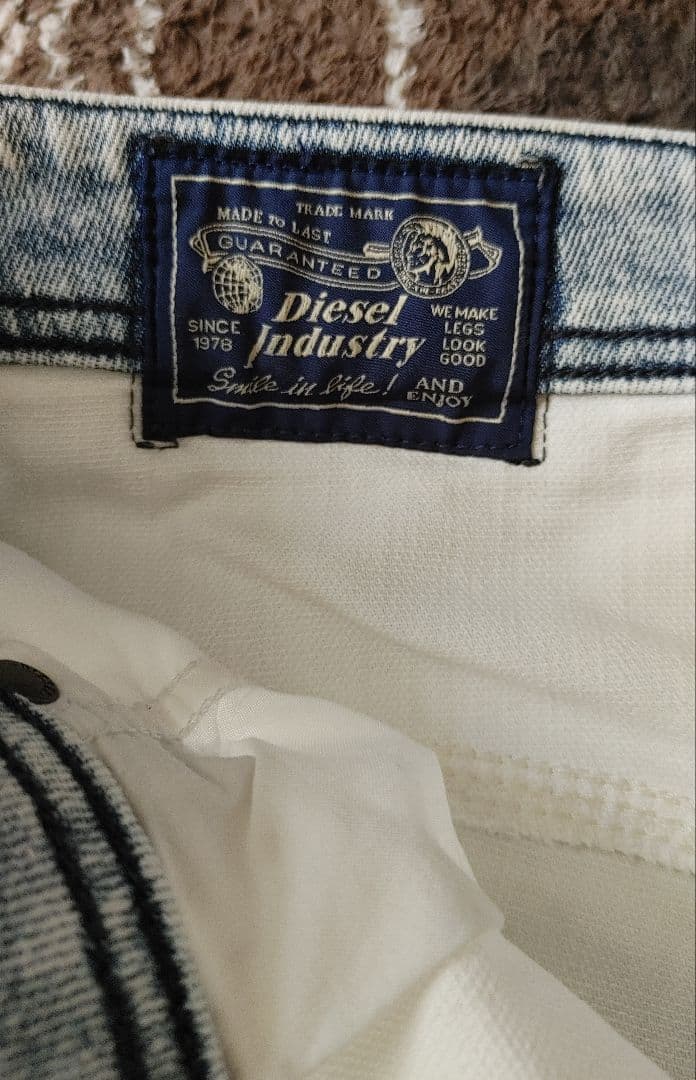 TRADE MARK
MADE TO LAST
GUARANTEED
Diesel
Industry
SINCE
1978
WE MAKE
LEGS
LOOK
GOOD
Smile in life!
AND
ENJOY